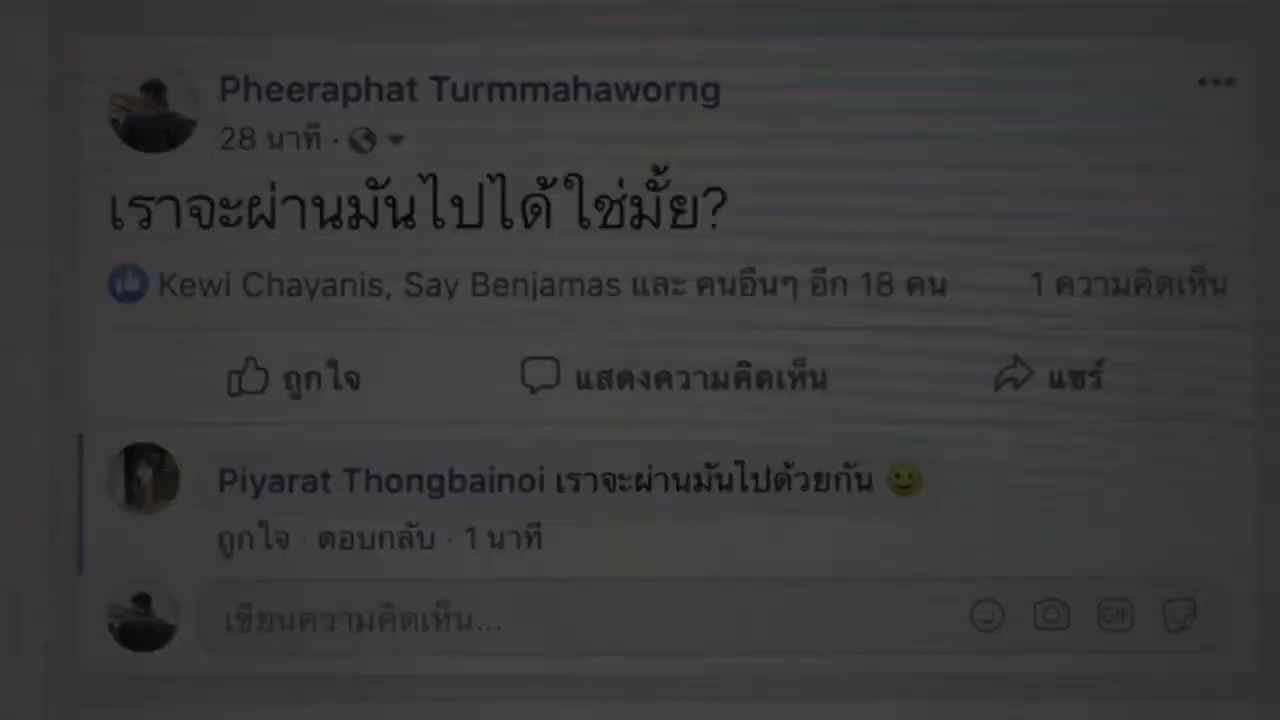 Pheeraphat Turmmahaworng
28 นาที ·
เราจะผ่านมันไปได้ ใช่มั้ย?
Kewi Chayanis, Say Benjamas และ คนอื่นๆ อีก 18 คน 1 ความคิดเห็น
ถูกใจ แสดงความคิดเห็น แชร์
Piyarat Thongbainoi เราจะผ่านมันไปด้วยกัน 🙂
ถูกใจ · ตอบกลับ · 1 นาที
เขียนความคิดเห็น... GIF